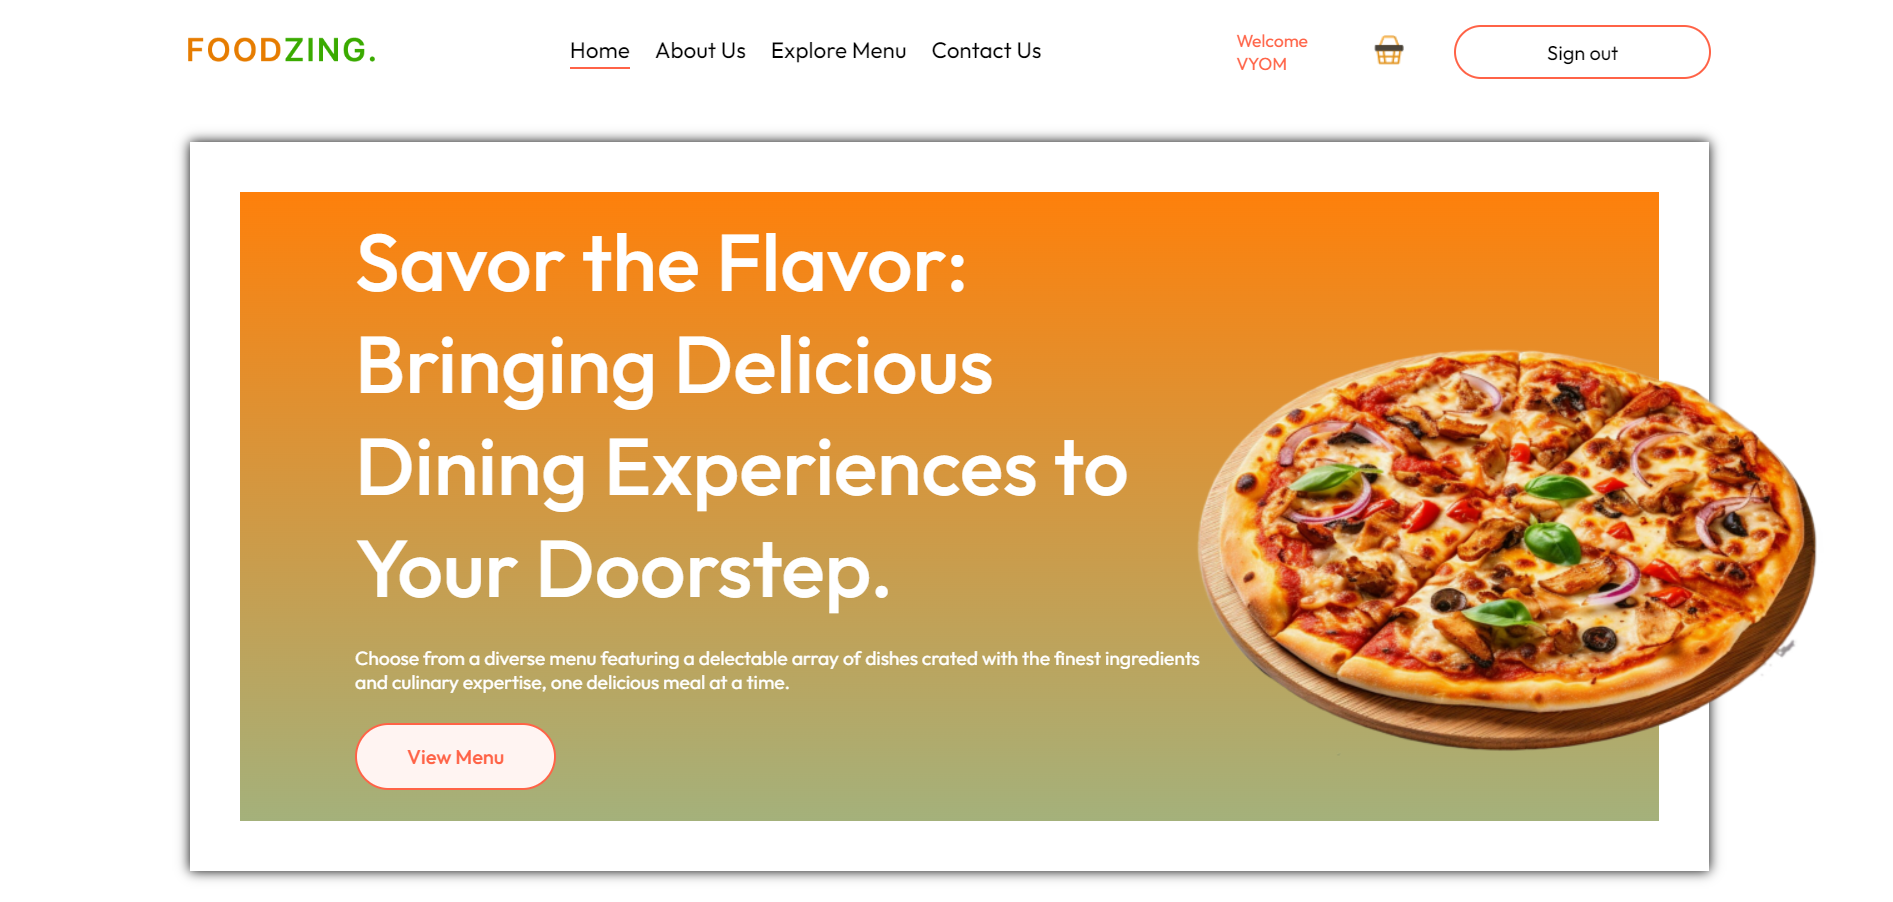 FOODZING.
Home About Us Explore Menu Contact Us
Welcome
VYOM
Sign out
Savor the Flavor:
Bringing Delicious
Dining Experiences to
Your Doorstep.
Choose from a diverse menu featuring a delectable array of dishes crated with the finest ingredients
and culinary expertise, one delicious meal at a time.
View Menu